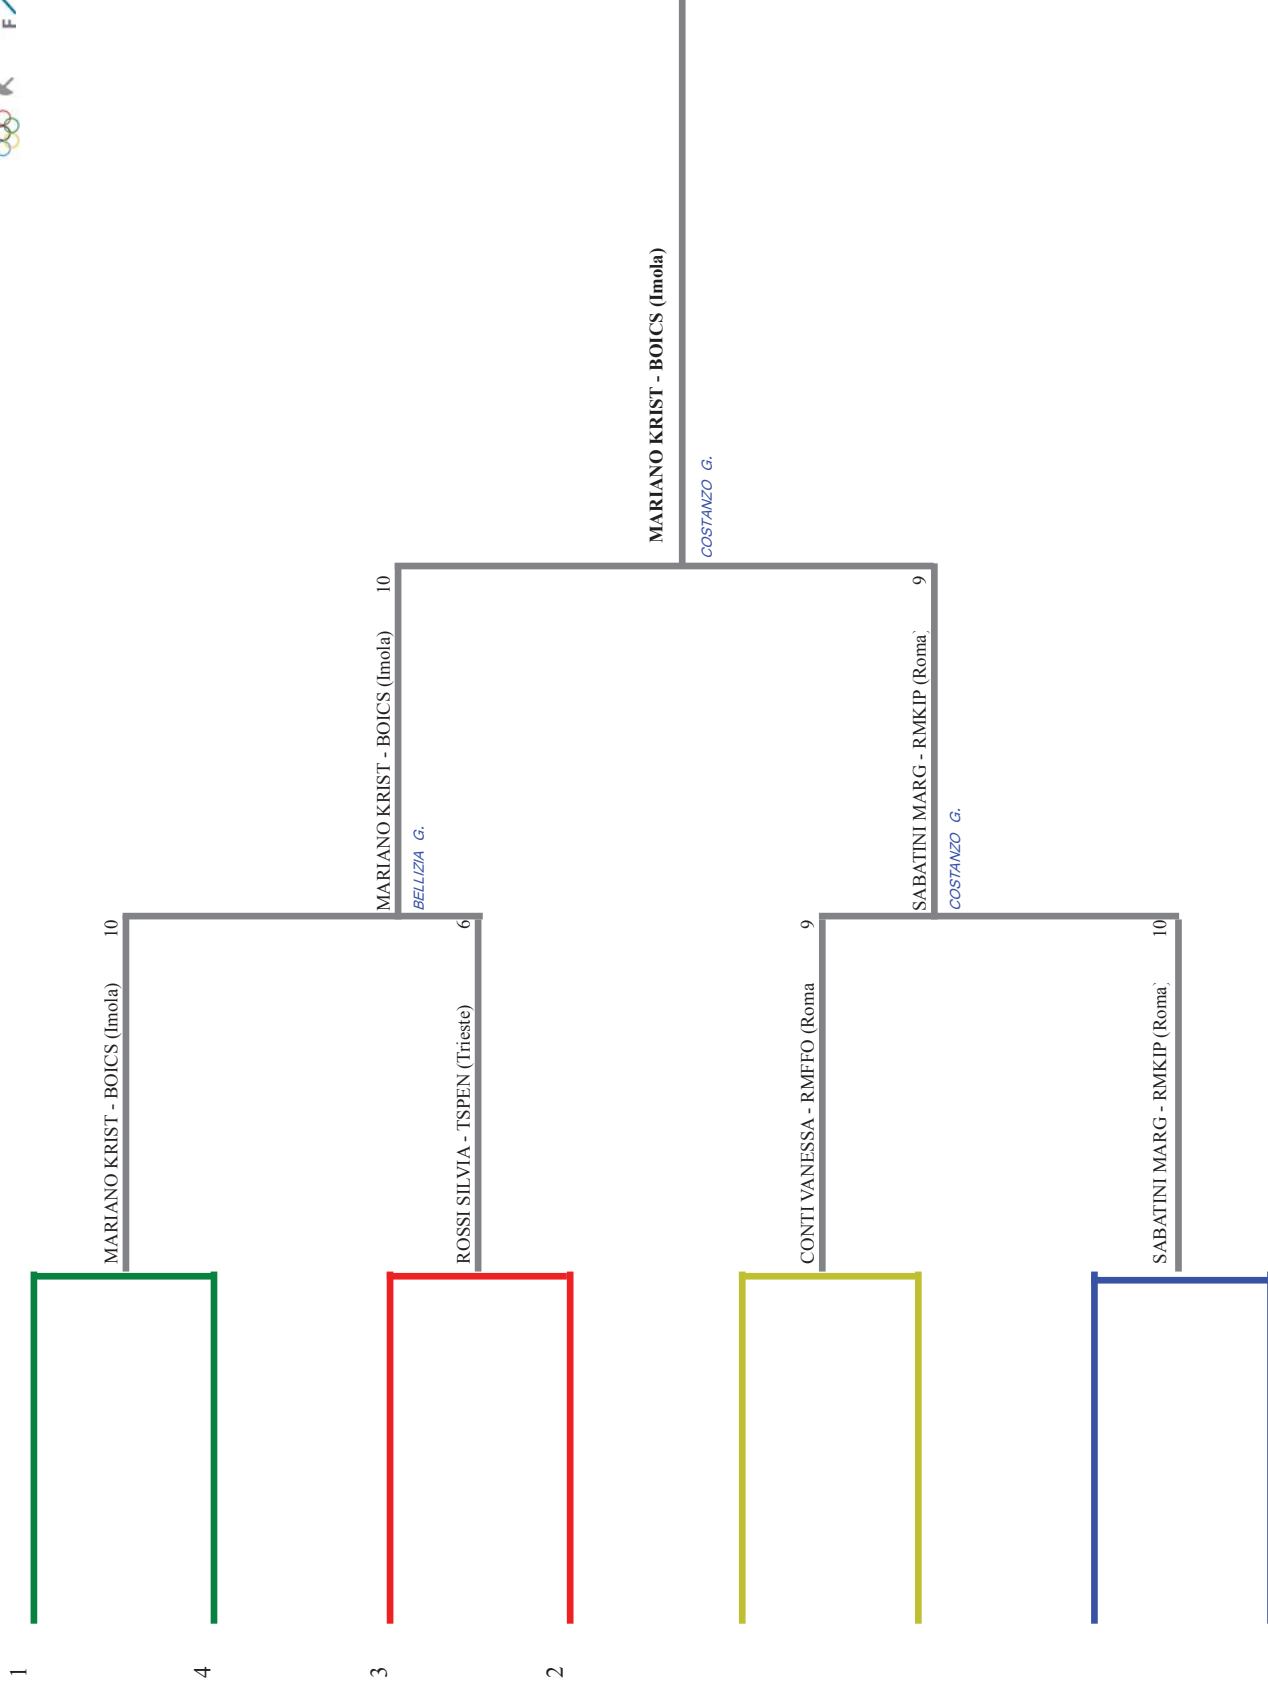 1
4
3
2
MARIANO KRIST - BOICS (Imola)
10
ROSSI SILVIA - TSPEN (Trieste)
6
CONTI VANESSA - RMFFO (Roma
9
SABATINI MARG - RMKIP (Roma)
10
MARIANO KRIST - BOICS (Imola)
10
BELLIZIA G.
SABATINI MARG - RMKIP (Roma)
9
COSTANZO G.
MARIANO KRIST - BOICS (Imola)
COSTANZO G.
F